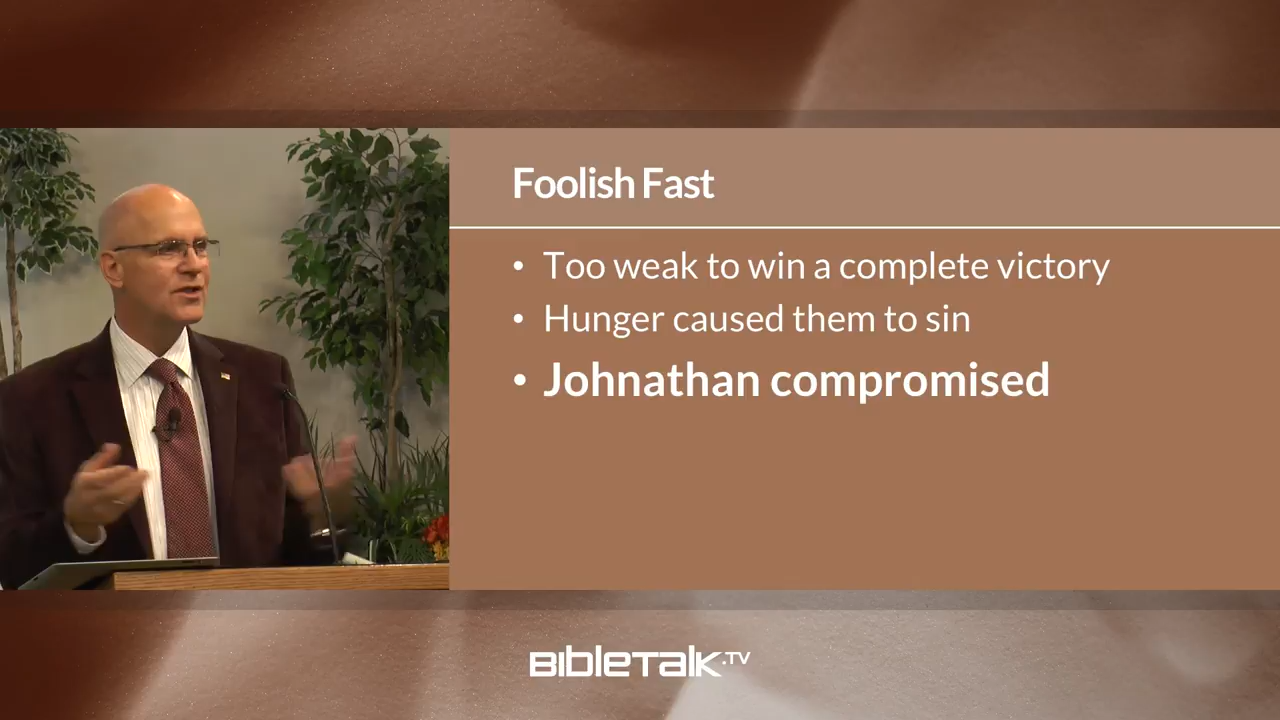 Foolish Fast
• Too weak to win a complete victory
• Hunger caused them to sin
• Johnathan compromised
BIBLETALK.TV